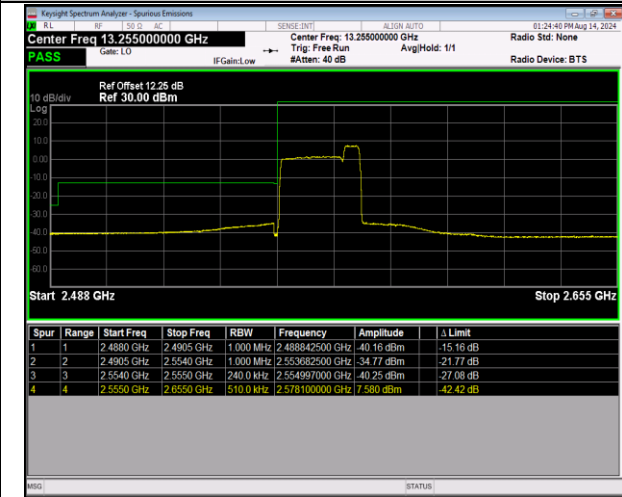 Keysight Spectrum Analyzer - Spurious Emissions
RL RF 50 Ω AC SENSE:INT ALIGN AUTO 01:24:40 PM Aug 14, 2024
Center Freq 13.255000000 GHz Center Freq: 13.255000000 GHz Radio Std: None
PASS Gate: LO Trig: Free Run Avg|Hold: 1/1
IFGain:Low #Atten: 40 dB Radio Device: BTS
Ref Offset 12.25 dB
10 dB/div Ref 30.00 dBm
Log
20.0
10.0
0.00
-10.0
-20.0
-30.0
-40.0
-50.0
-60.0
Start 2.488 GHz Stop 2.655 GHz
Spur Range Start Freq Stop Freq RBW Frequency Amplitude Δ Limit
1 1 2.4880 GHz 2.4905 GHz 1.000 MHz 2.488842500 GHz -40.16 dBm -15.16 dB
2 2 2.4905 GHz 2.5540 GHz 1.000 MHz 2.553682500 GHz -34.77 dBm -21.77 dB
3 3 2.5540 GHz 2.5550 GHz 240.0 kHz 2.554997000 GHz -40.25 dBm -27.08 dB
4 4 2.5550 GHz 2.6550 GHz 510.0 kHz 2.578100000 GHz 7.580 dBm -42.42 dB
MSG STATUS